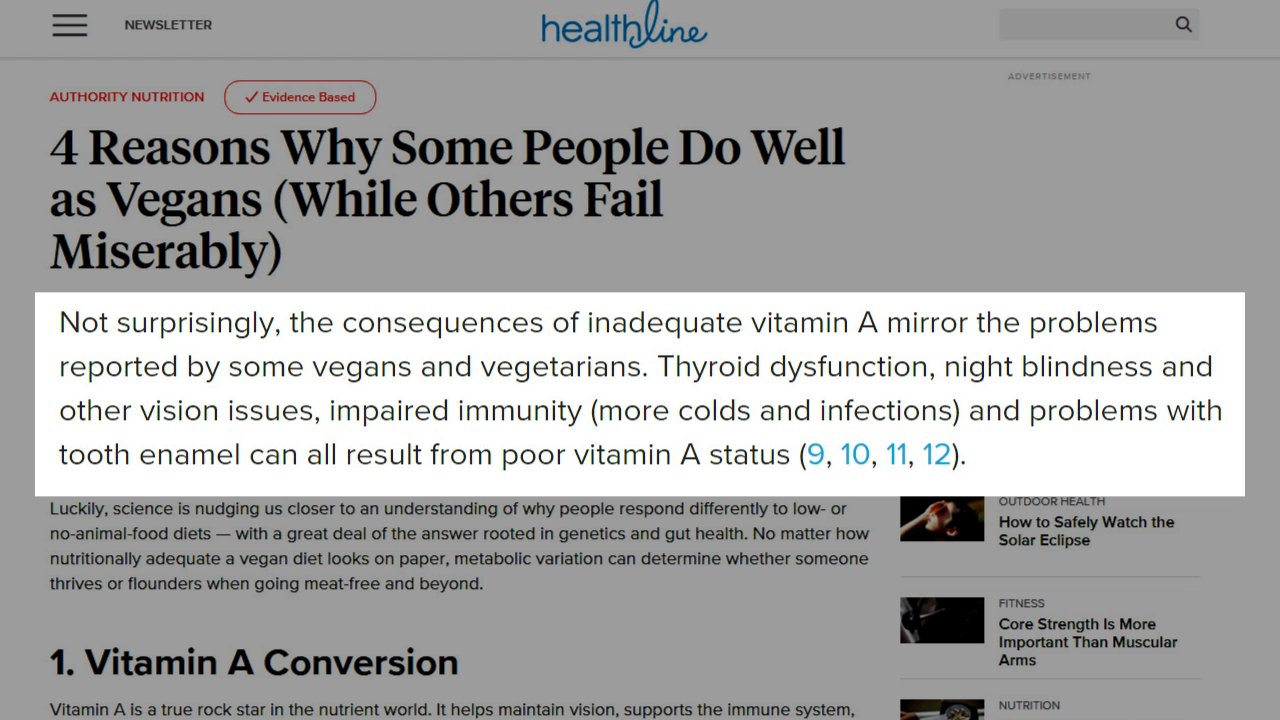 NEWSLETTER
healthline
ADVERTISEMENT
AUTHORITY NUTRITION
Evidence Based
4 Reasons Why Some People Do Well
as Vegans (While Others Fail
Miserably)
Not surprisingly, the consequences of inadequate vitamin A mirror the problems
reported by some vegans and vegetarians. Thyroid dysfunction, night blindness and
other vision issues, impaired immunity (more colds and infections) and problems with
tooth enamel can all result from poor vitamin A status (9, 10, 11, 12).
Luckily, science is nudging us closer to an understanding of why people respond differently to low- or
no-animal-food diets — with a great deal of the answer rooted in genetics and gut health. No matter how
nutritionally adequate a vegan diet looks on paper, metabolic variation can determine whether someone
thrives or flounders when going meat-free and beyond.
1. Vitamin A Conversion
Vitamin A is a true rock star in the nutrient world. It helps maintain vision, supports the immune system,
OUTDOOR HEALTH
How to Safely Watch the
Solar Eclipse
FITNESS
Core Strength Is More
Important Than Muscular
Arms
NUTRITION